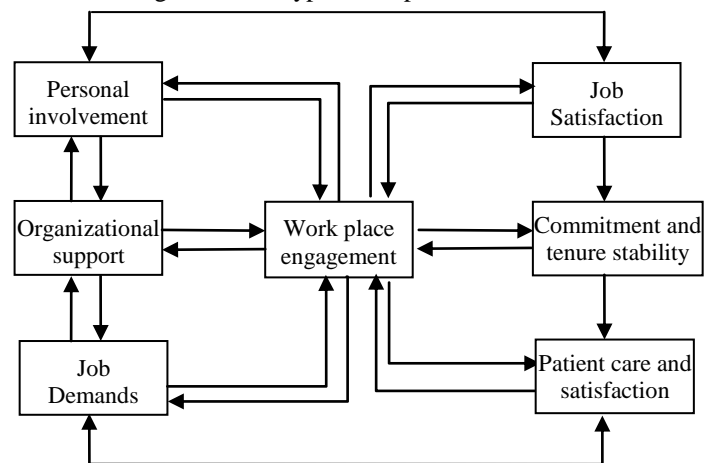 Personal
involvement
Job
Satisfaction
Organizational
support
Work place
engagement
Commitment and
tenure stability
Job
Demands
Patient care and
satisfaction